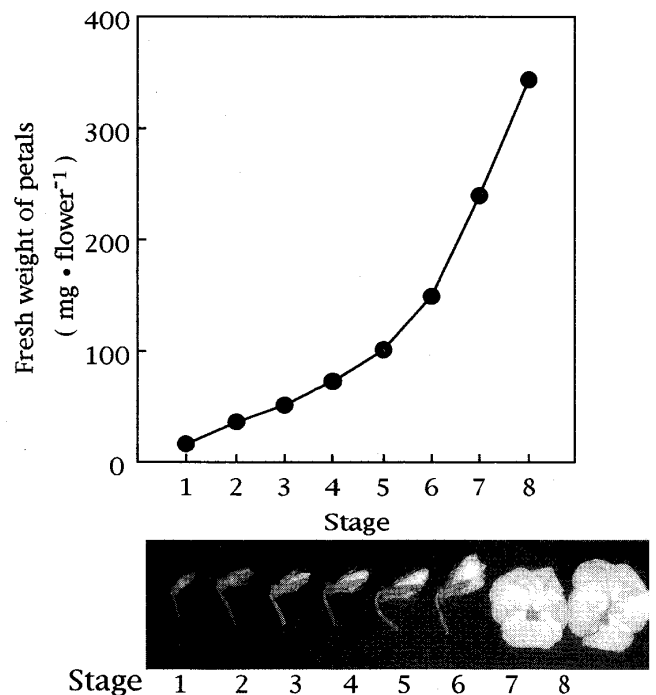 400
300
200
100
0
Fresh weight of petals
( mg • flower⁻¹ )
1 2 3 4 5 6 7 8
Stage
Stage 1 2 3 4 5 6 7 8